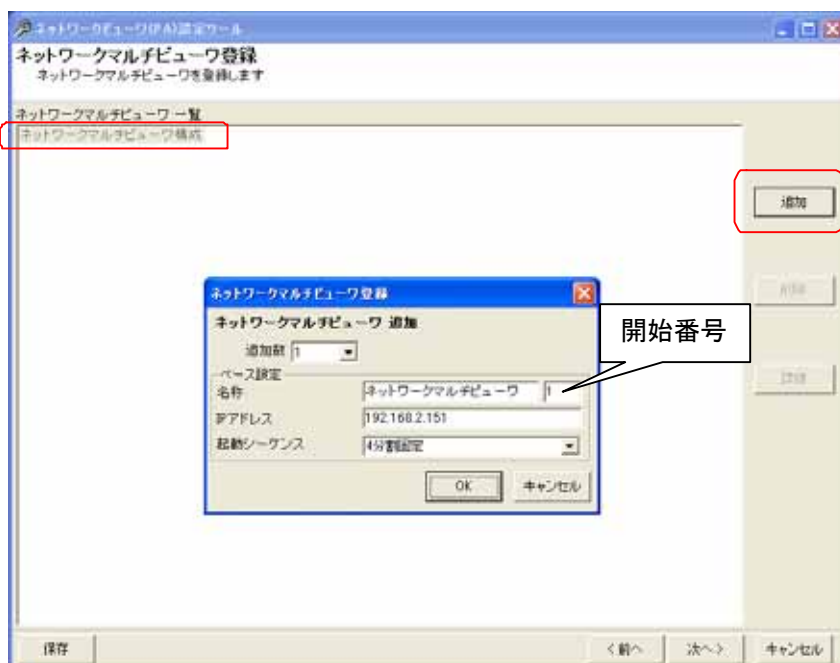 ネットワークビューワ(PA)設定ツール
ネットワークマルチビューワ登録
ネットワークマルチビューワを登録します
ネットワークマルチビューワ 一覧
ネットワークマルチビューワ構成
追加
削除
ネットワークマルチビューワ登録
ネットワークマルチビューワ 追加
追加数 1
ベース設定
名称 ネットワークマルチビューワ 1
IPアドレス 192.168.2.151
起動シーケンス 4分割固定
OK キャンセル
開始番号
保存 <前へ 次へ> キャンセル